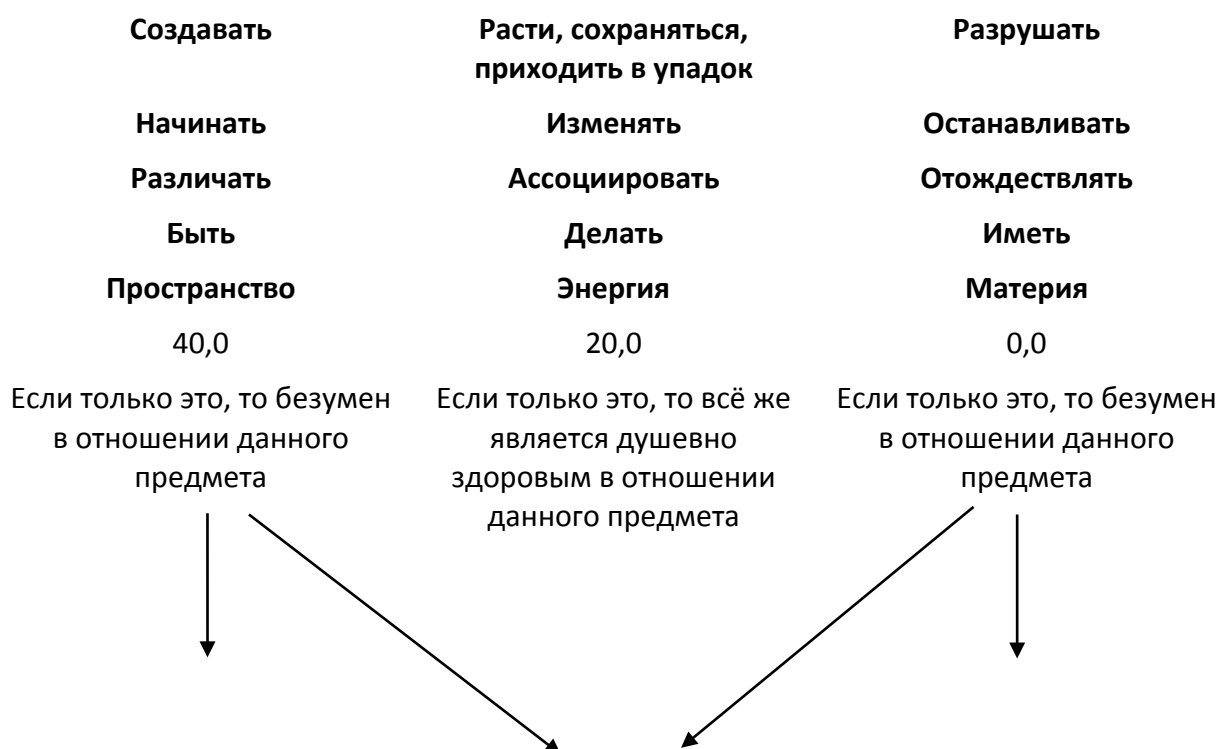 Создавать
Расти, сохраняться,
приходить в упадок
Разрушать
Начинать
Изменять
Останавливать
Различать
Ассоциировать
Отождествлять
Быть
Делать
Иметь
Пространство
Энергия
Материя
40,0
20,0
0,0
Если только это, то безумен
в отношении данного
предмета
Если только это, то всё же
является душевно
здоровым в отношении
данного предмета
Если только это, то безумен
в отношении данного
предмета